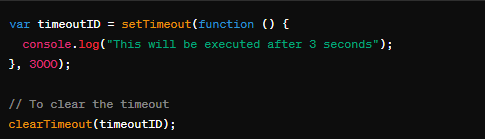 var timeoutID = setTimeout(function () {
  console.log("This will be executed after 3 seconds");
}, 3000);

// To clear the timeout
clearTimeout(timeoutID);